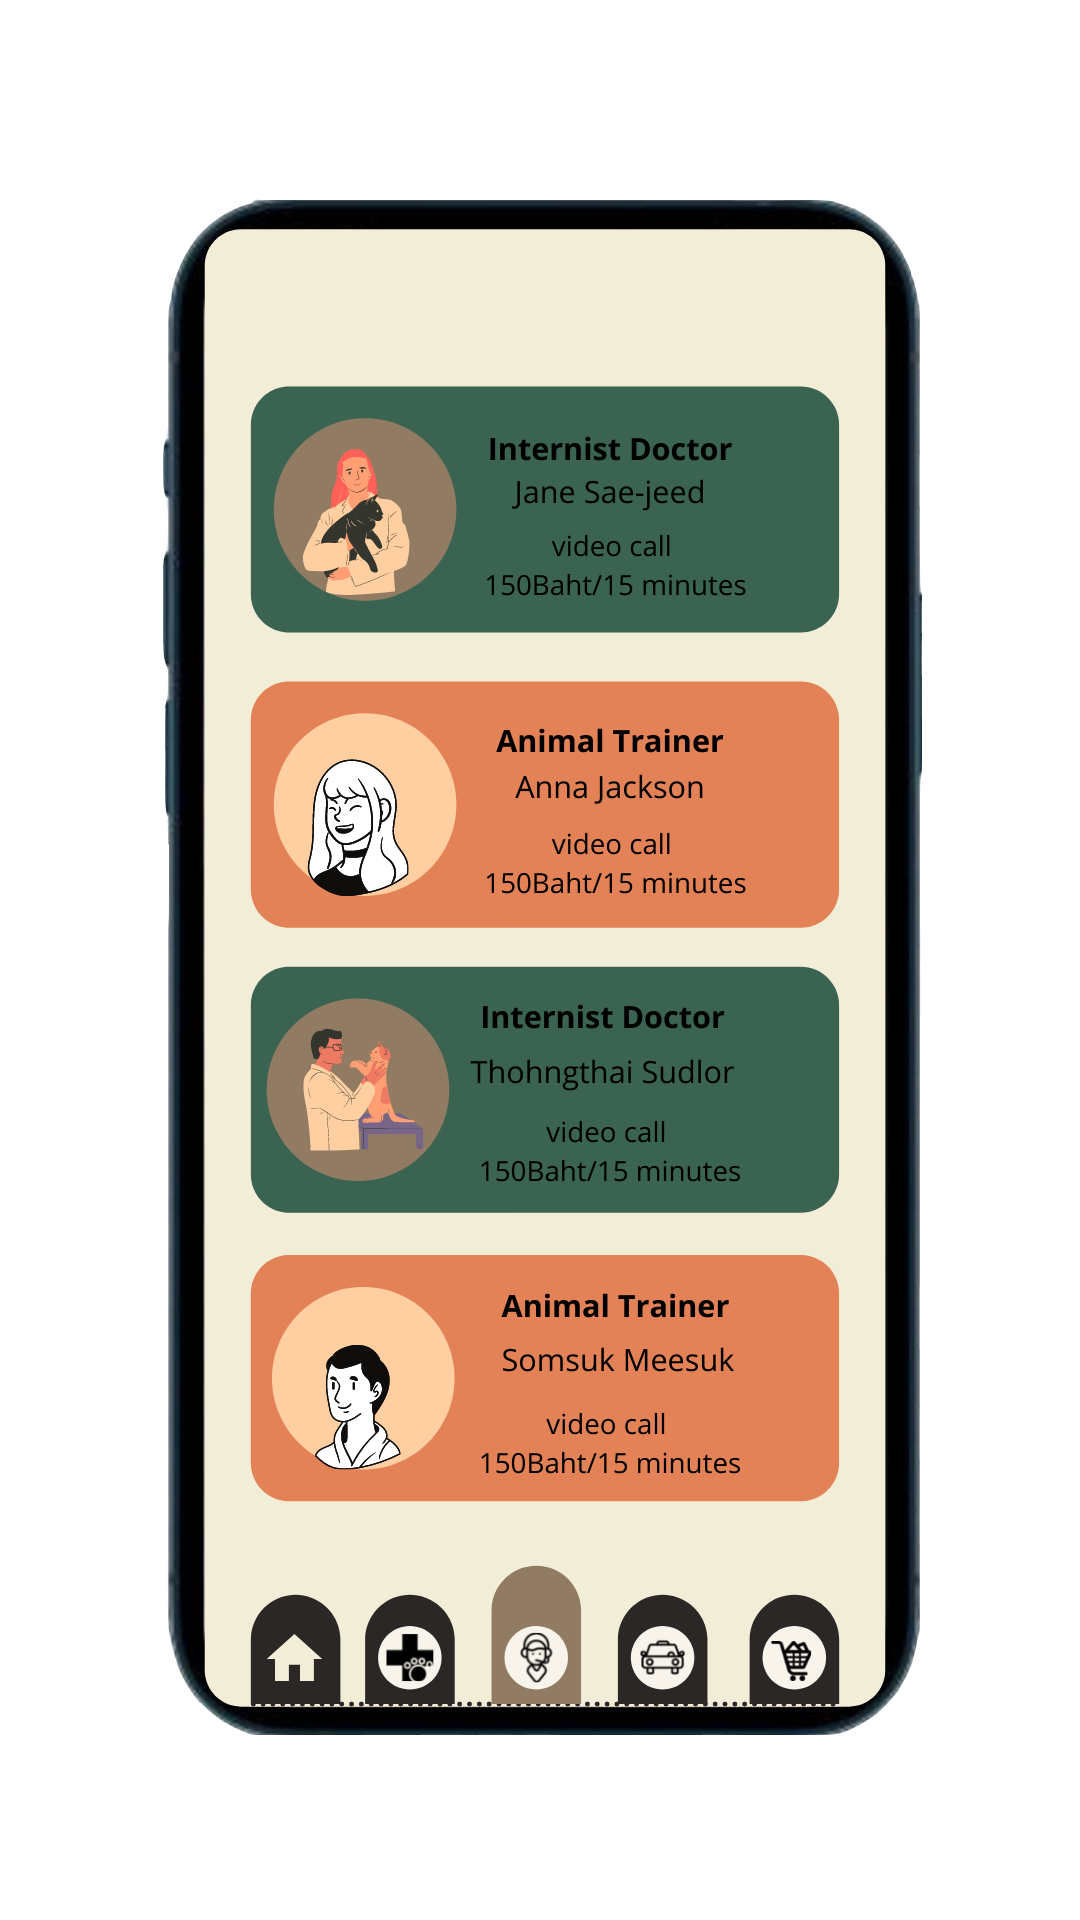 Internist Doctor
Jane Sae-jeed
video call
150Baht/15 minutes
Animal Trainer
Anna Jackson
video call
150Baht/15 minutes
Internist Doctor
Thohngthai Sudlor
video call
150Baht/15 minutes
Animal Trainer
Somsuk Meesuk
video call
150Baht/15 minutes